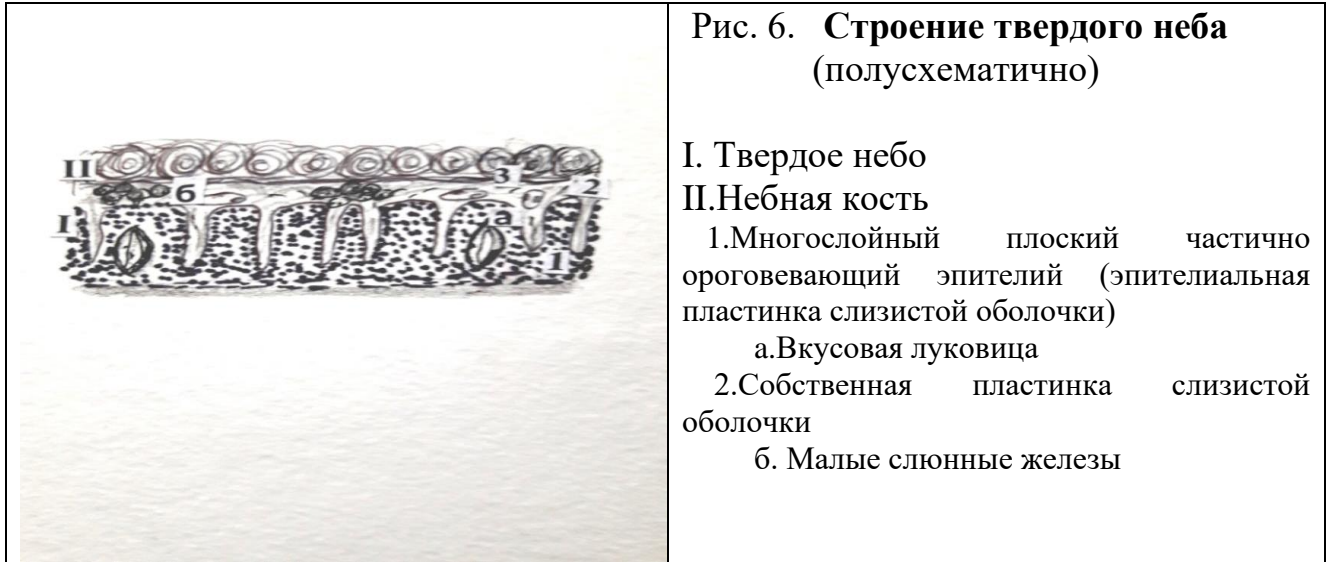 II
б
3
2
I
а
1
Рис. 6. Строение твердого неба
(полусхематично)
I. Твердое небо
II.Небная кость
1.Многослойный плоский частично
ороговевающий эпителий (эпителиальная
пластинка слизистой оболочки)
а.Вкусовая луковица
2.Собственная пластинка слизистой
оболочки
б. Малые слюнные железы